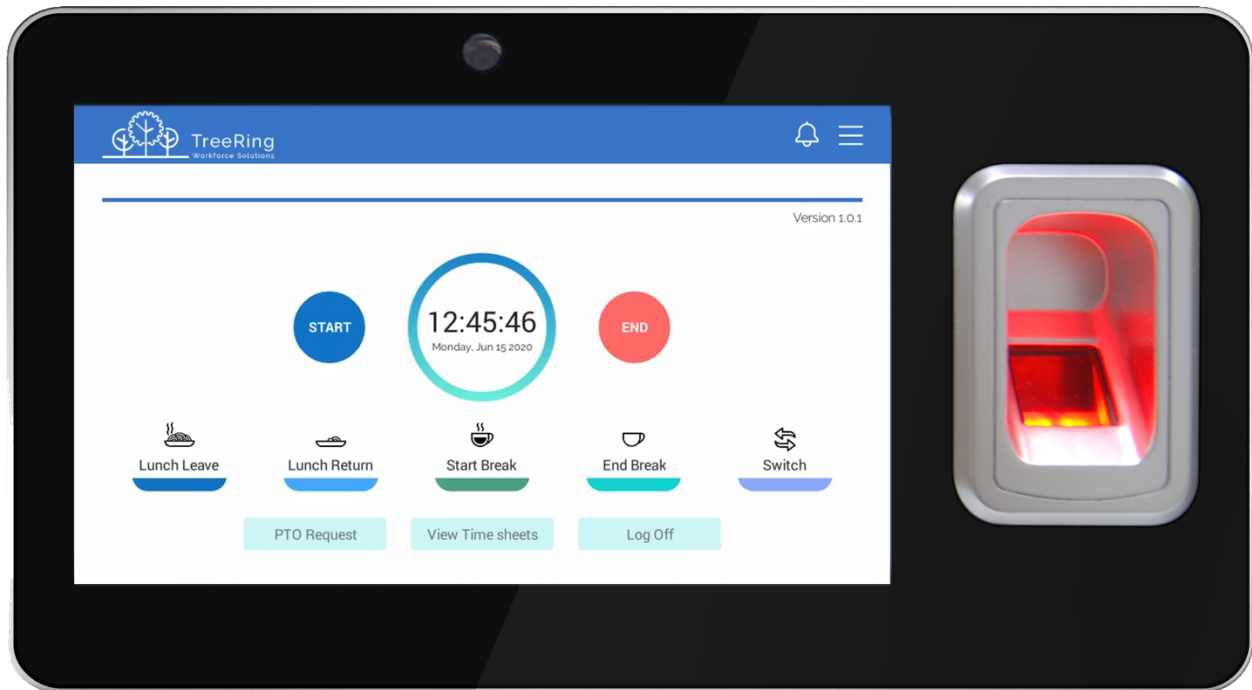 TreeRing
Workforce Solutions
Version 1.0.1
START
12:45:46
Monday, Jun 15 2020
END
Lunch Leave
Lunch Return
Start Break
End Break
Switch
PTO Request
View Time sheets
Log Off